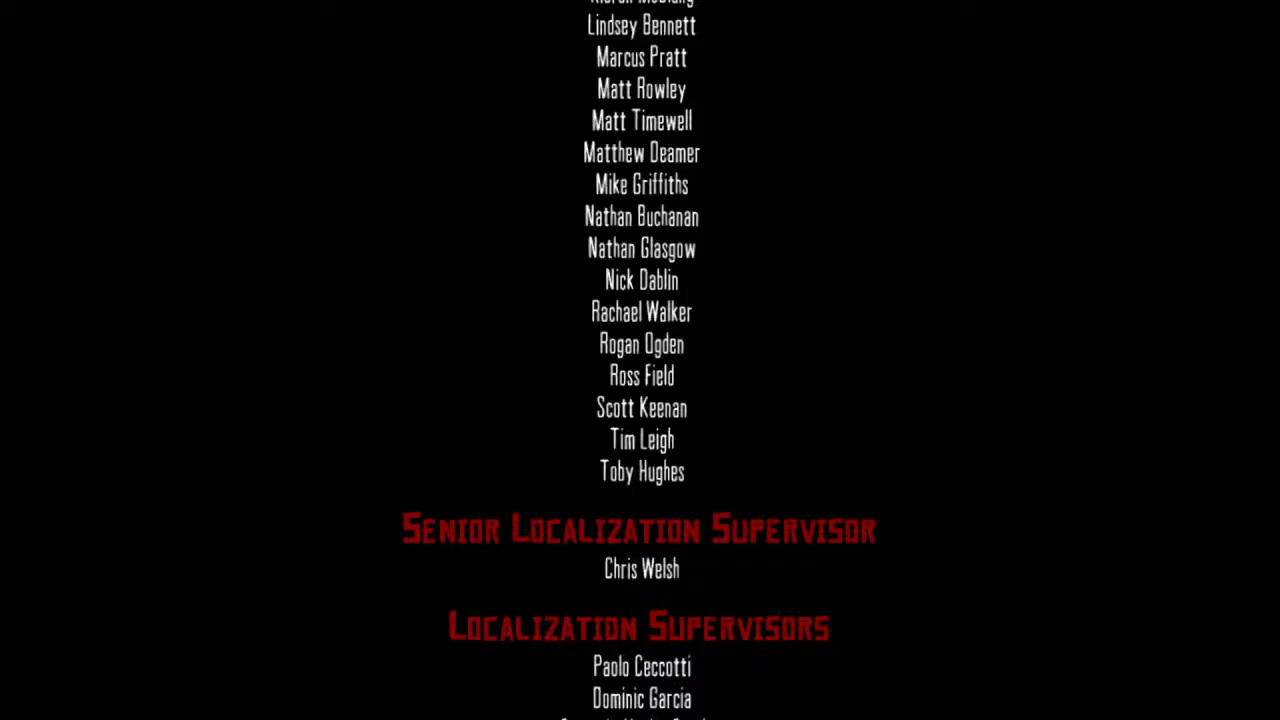 Lindsey Bennett
Marcus Pratt
Matt Rowley
Matt Timewell
Matthew Deamer
Mike Griffiths
Nathan Buchanan
Nathan Glasgow
Nick Dablin
Rachael Walker
Rogan Ogden
Ross Field
Scott Keenan
Tim Leigh
Toby Hughes
Senior Localization Supervisor
Chris Welsh
Localization Supervisors
Paolo Ceccotti
Dominic Garcia